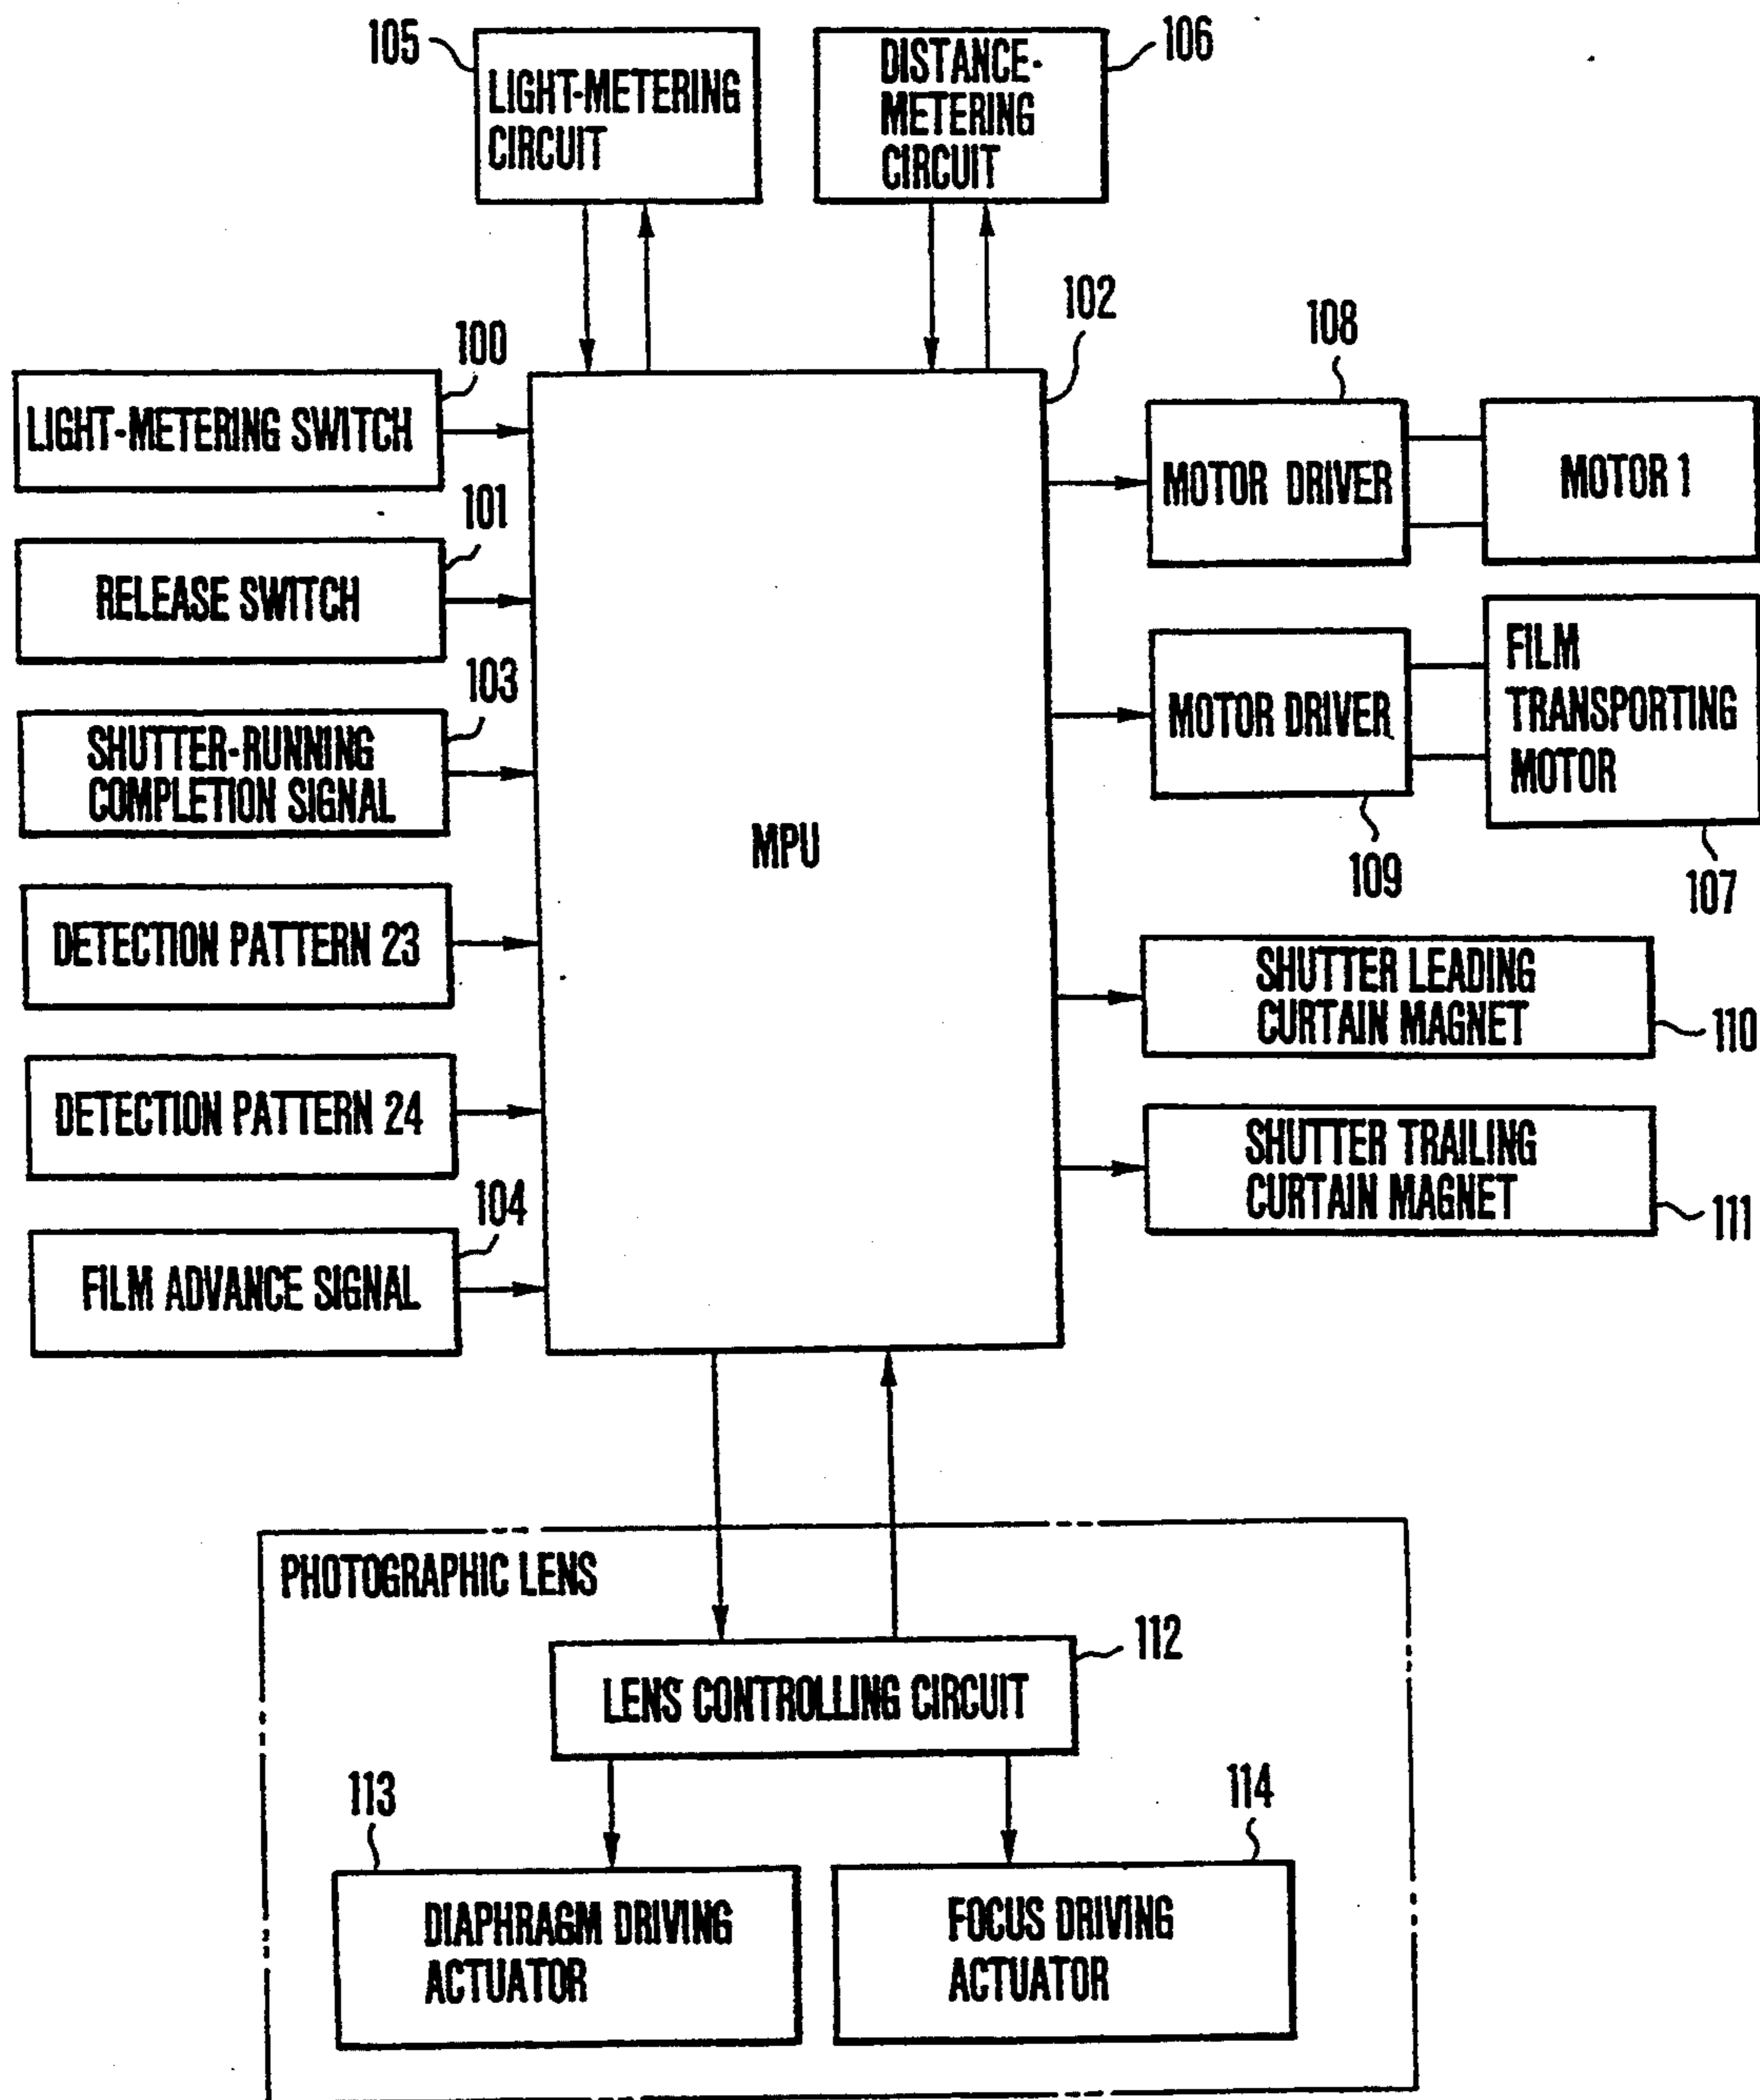 105
LIGHT-METERING
CIRCUIT
DISTANCE-
METERING
CIRCUIT
106
102
100
LIGHT-METERING SWITCH
101
RELEASE SWITCH
103
SHUTTER-RUNNING
COMPLETION SIGNAL
DETECTION PATTERN 23
DETECTION PATTERN 24
104
FILM ADVANCE SIGNAL
MPU
108
MOTOR DRIVER
MOTOR 1
MOTOR DRIVER
109
FILM
TRANSPORTING
MOTOR
107
SHUTTER LEADING
CURTAIN MAGNET
110
SHUTTER TRAILING
CURTAIN MAGNET
111
PHOTOGRAPHIC LENS
112
LENS CONTROLLING CIRCUIT
113
DIAPHRAGM DRIVING
ACTUATOR
114
FOCUS DRIVING
ACTUATOR